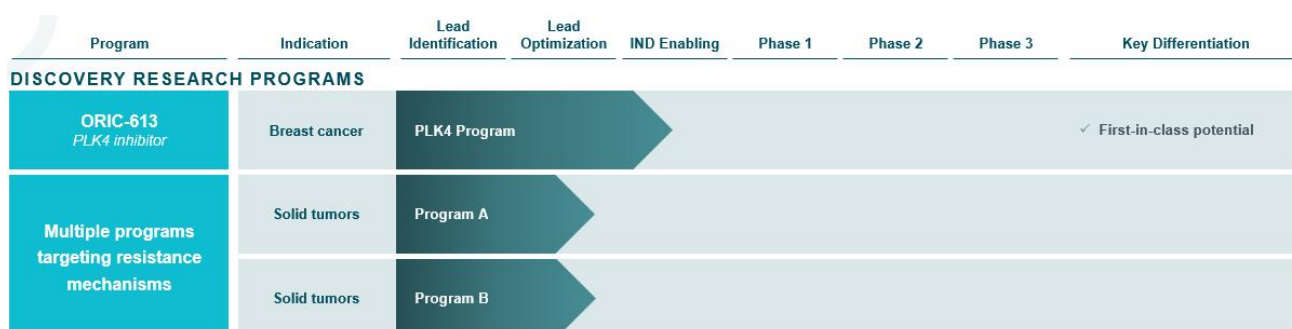 Program
Indication
Lead
Identification
Lead
Optimization
IND Enabling
Phase 1
Phase 2
Phase 3
Key Differentiation
DISCOVERY RESEARCH PROGRAMS
ORIC-613
PLK4 inhibitor
Breast cancer
PLK4 Program
✓ First-in-class potential
Multiple programs
targeting resistance
mechanisms
Solid tumors
Program A
Solid tumors
Program B